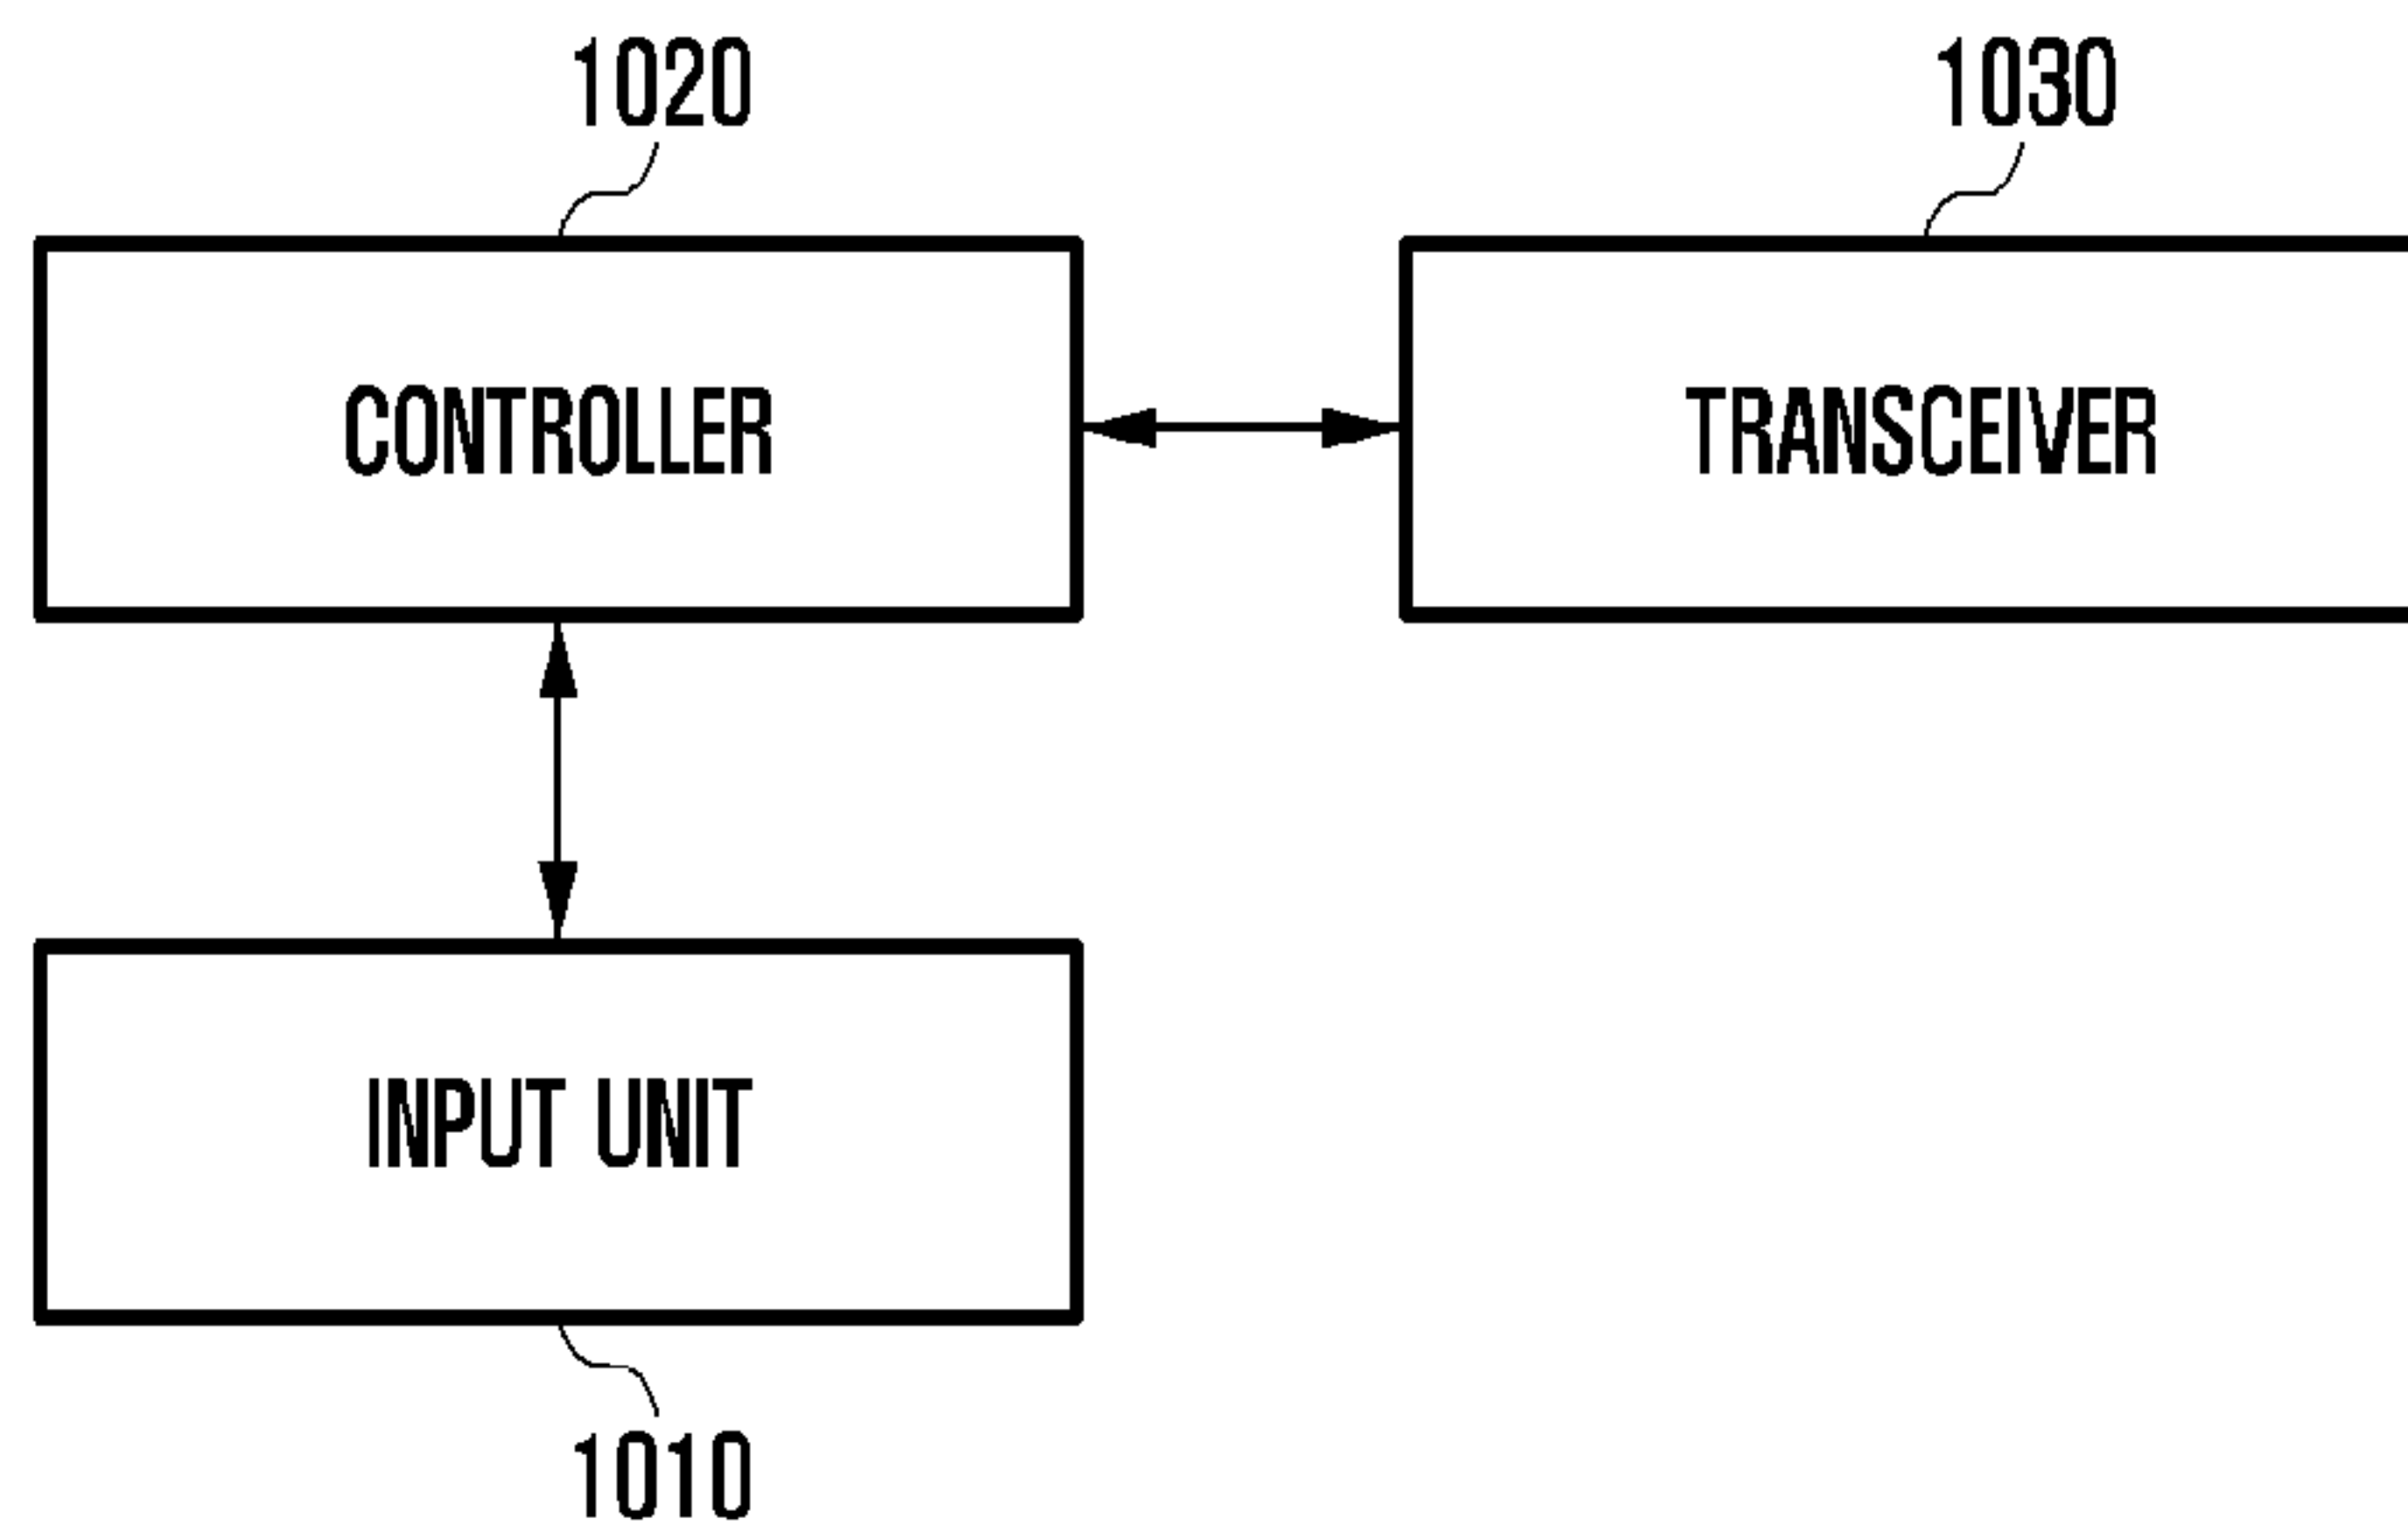 1020
1030
CONTROLLER
TRANSCEIVER
INPUT UNIT
1010